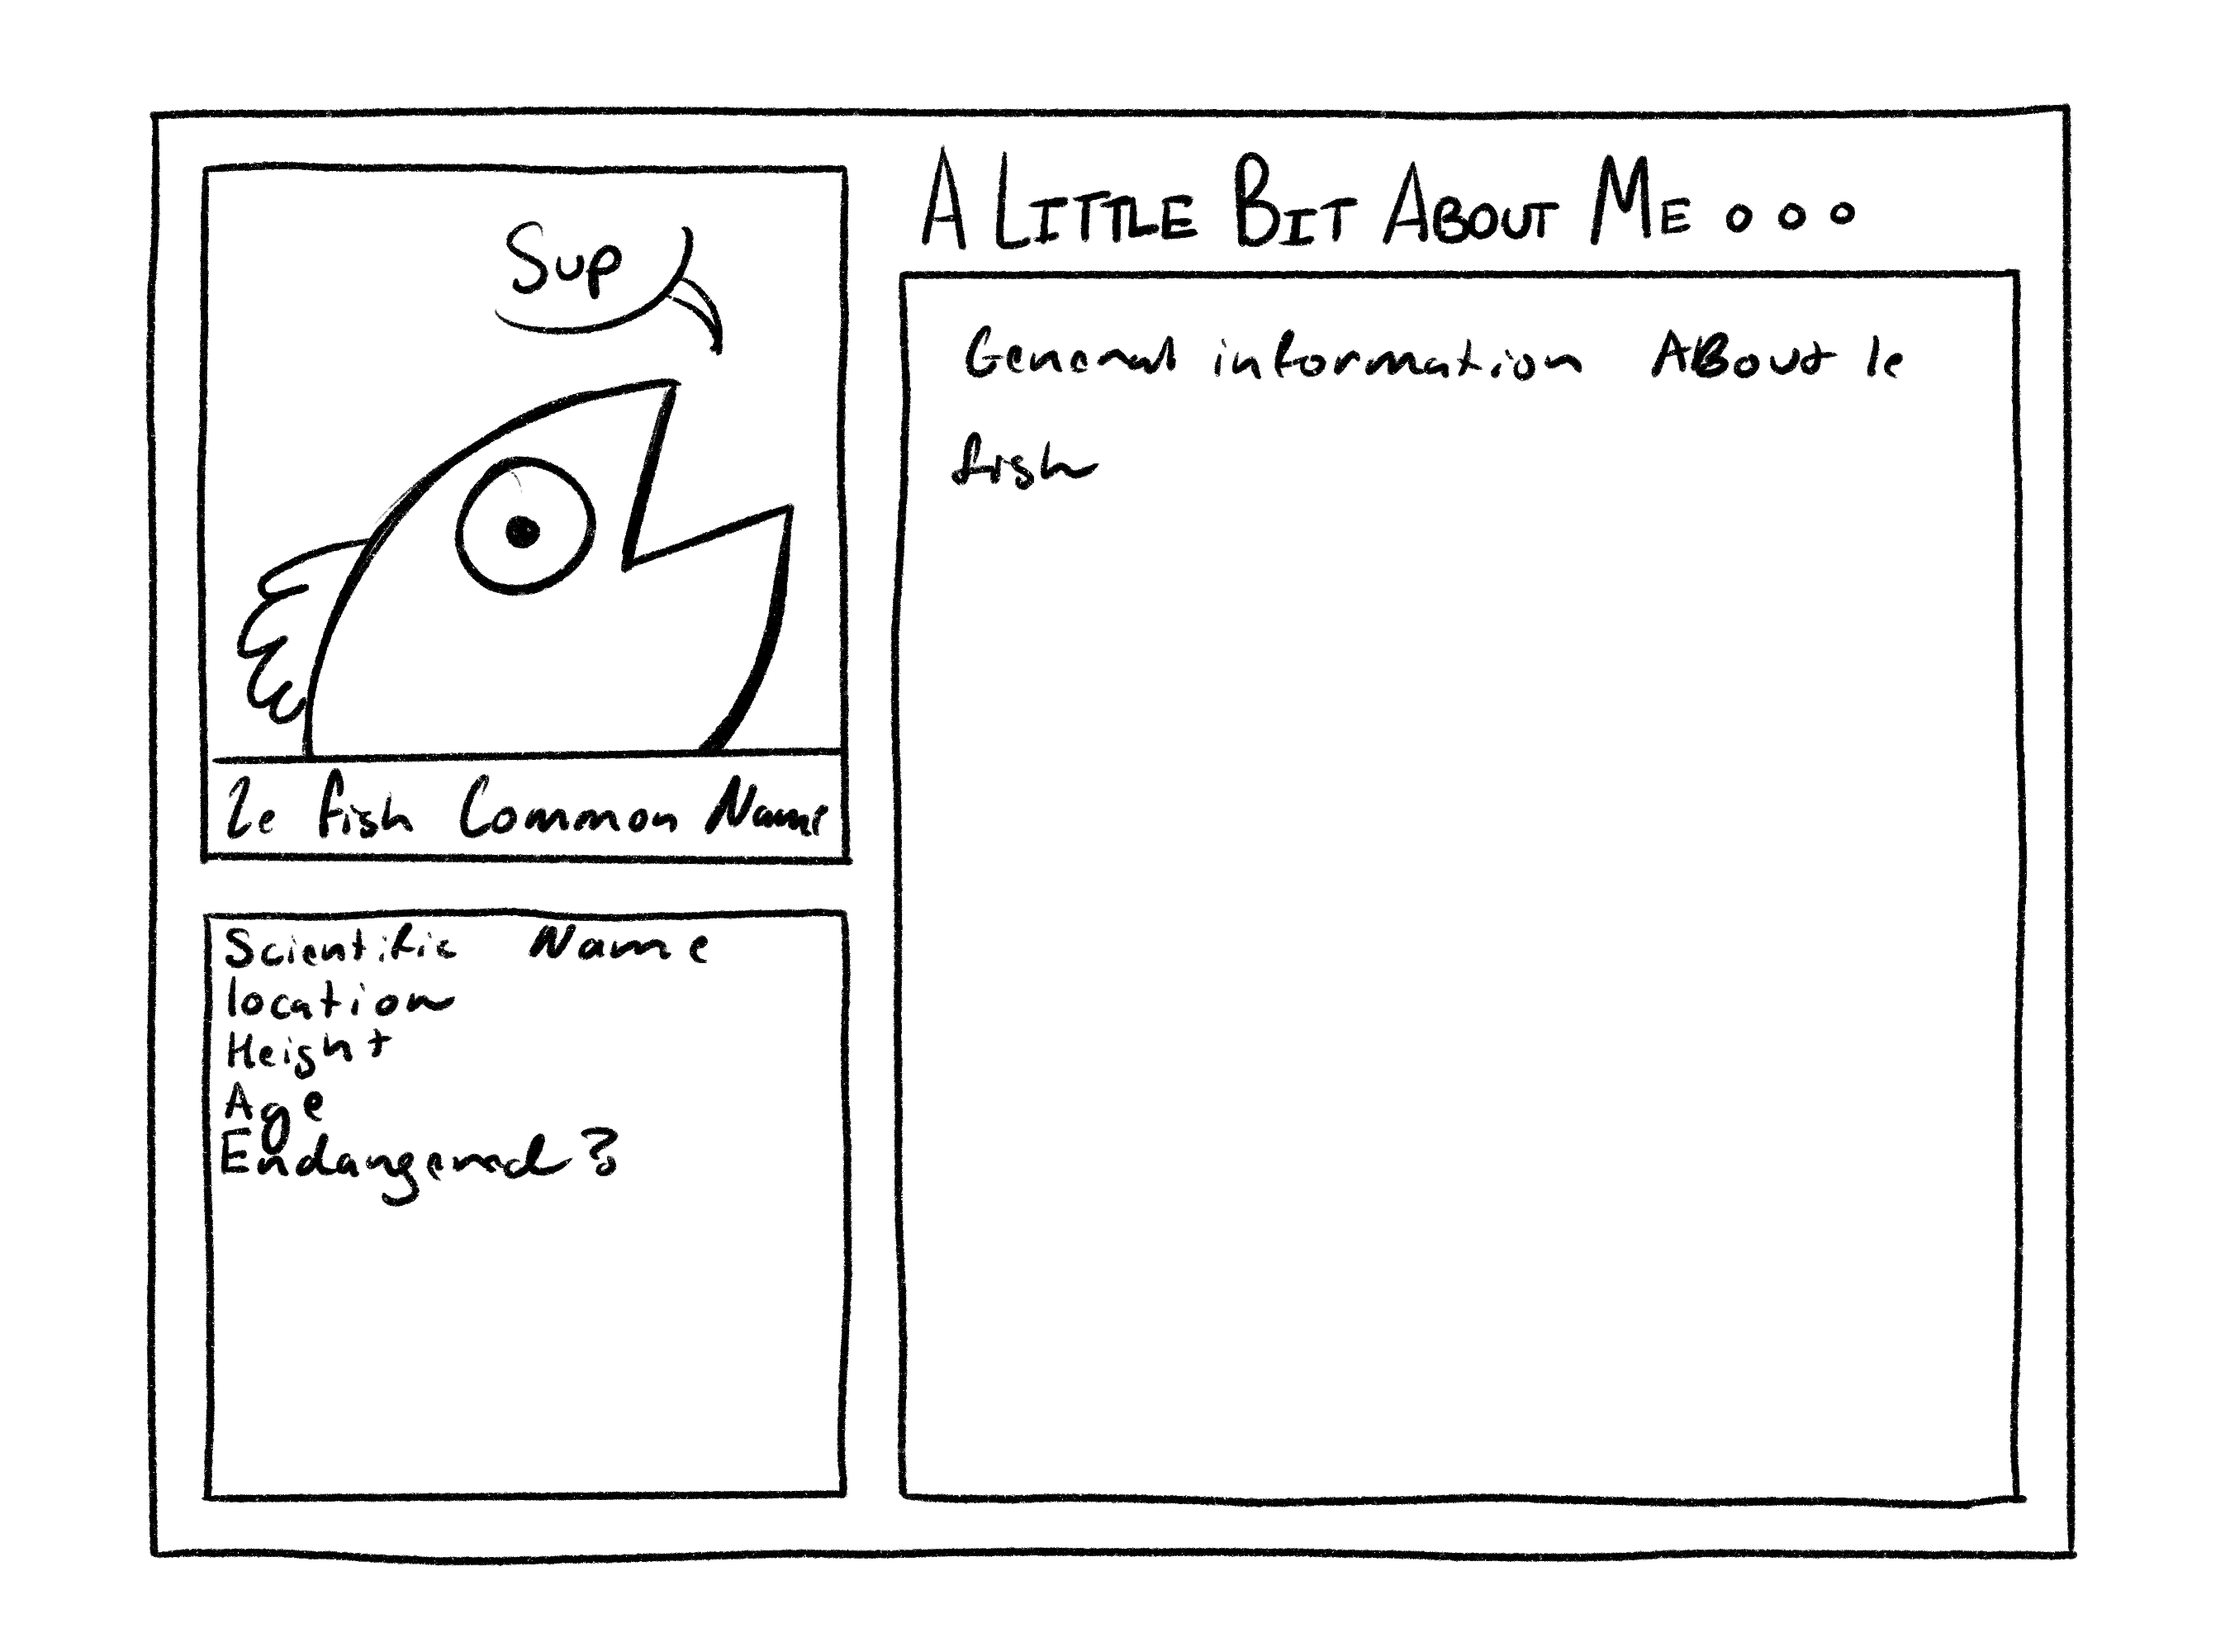 Sup
Le fish Common Name
Scientific Name
location
Height
Age
Endangered?
A LITTLE BIT ABOUT ME...
General information ABout le
fish